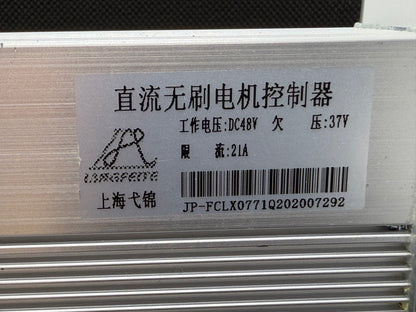 直流无刷电机控制器
工作电压:DC48V 欠 压:37V
限 流:21A
上海弋锦
JP-FCLX0771Q202007292